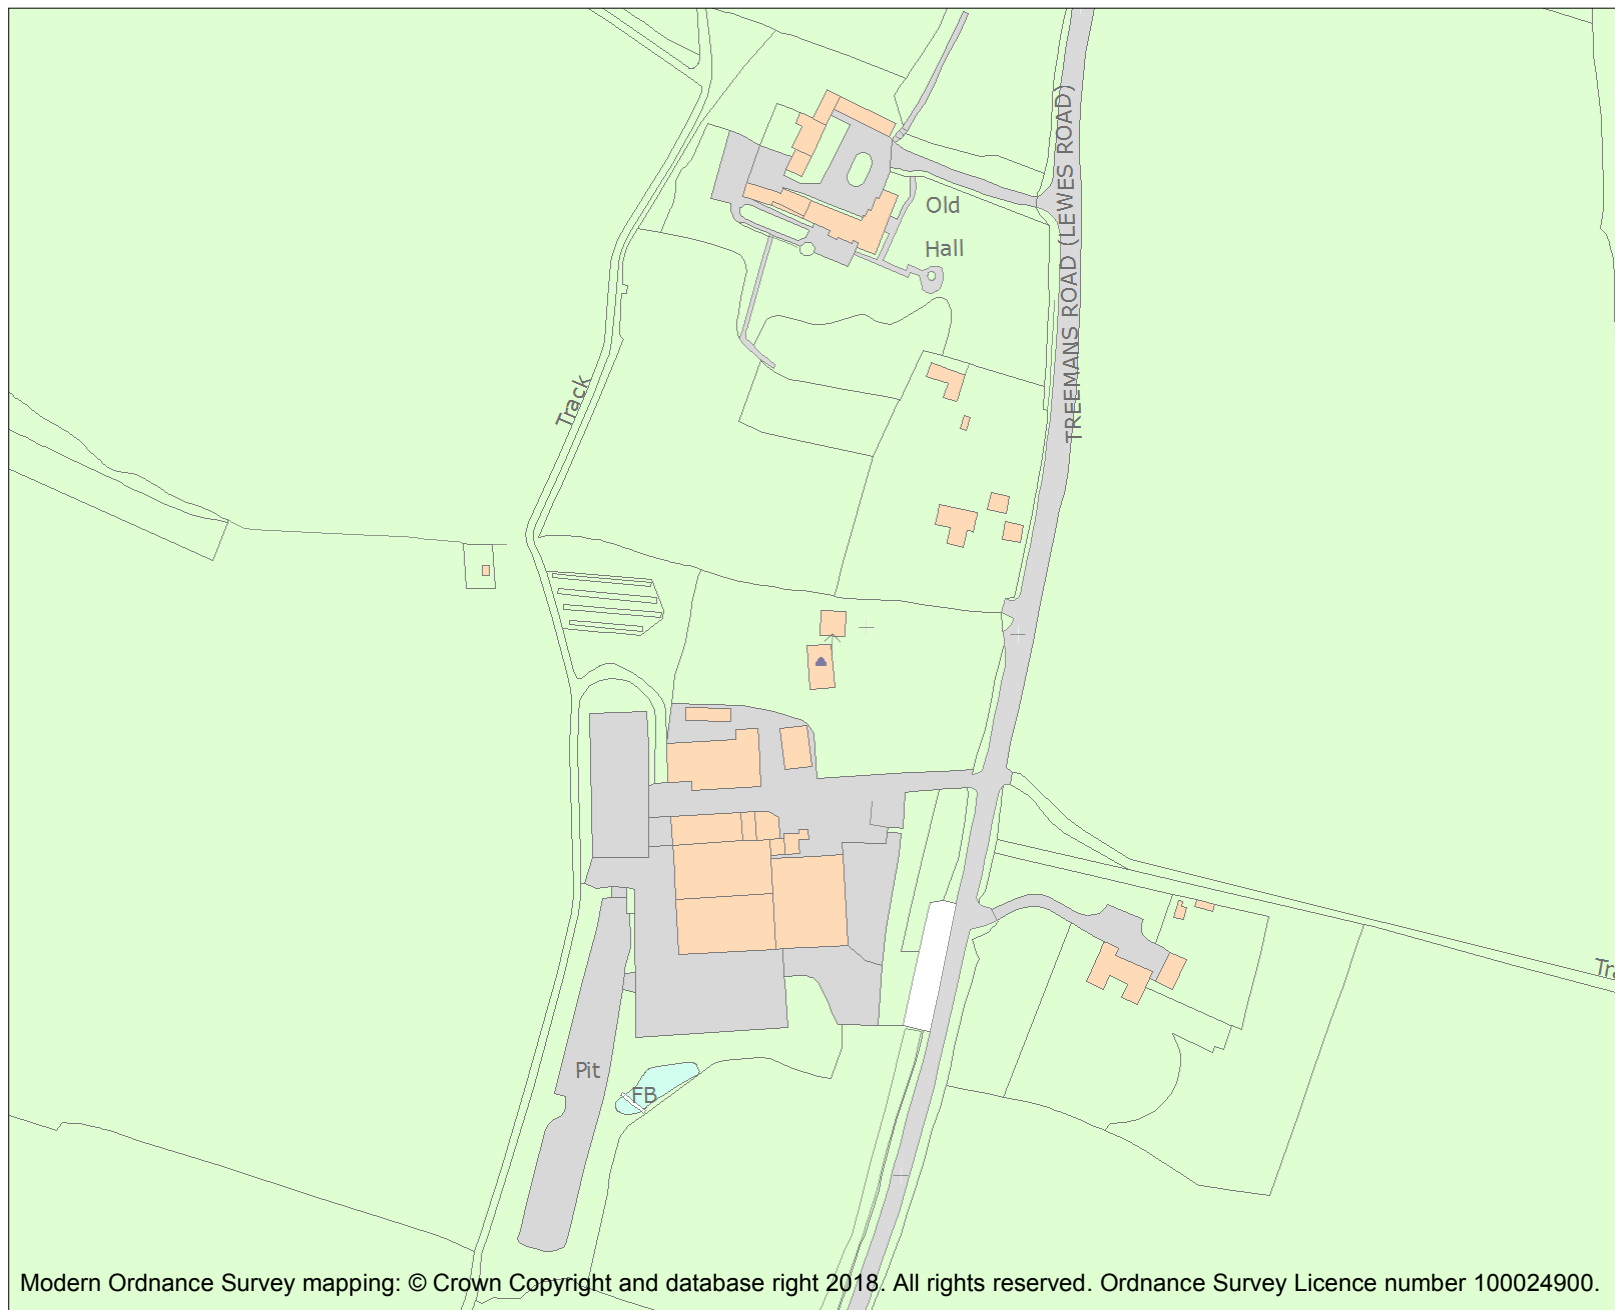 TREEMANS ROAD (LEWES ROAD)
Old
Hall
Track
Tra
Pit
FB
Modern Ordnance Survey mapping: © Crown Copyright and database right 2018. All rights reserved. Ordnance Survey Licence number 100024900.